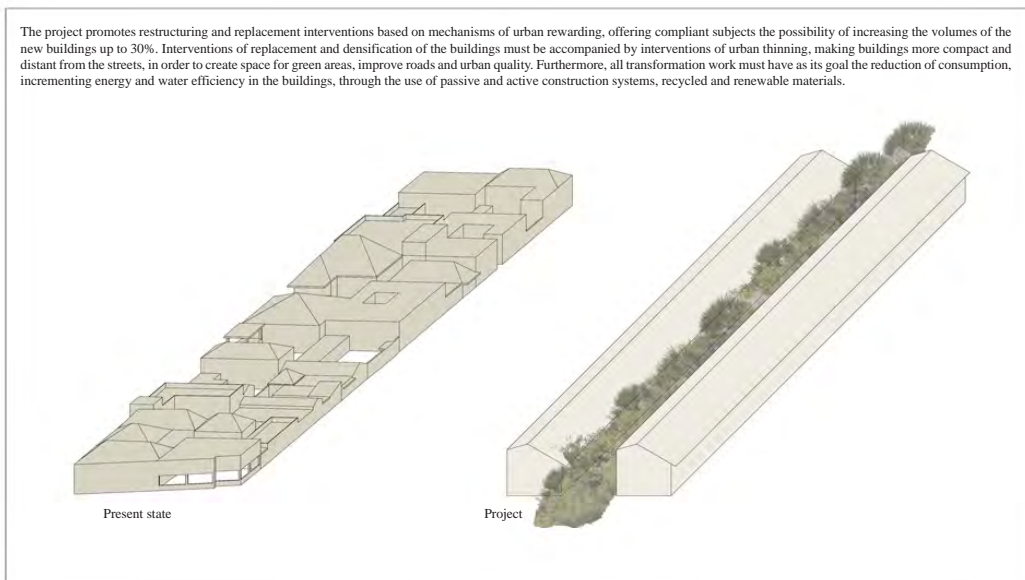 The project promotes restructuring and replacement interventions based on mechanisms of urban rewarding, offering compliant subjects the possibility of increasing the volumes of the
new buildings up to 30%. Interventions of replacement and densification of the buildings must be accompanied by interventions of urban thinning, making buildings more compact and
distant from the streets, in order to create space for green areas, improve roads and urban quality. Furthermore, all transformation work must have as its goal the reduction of consumption,
incrementing energy and water efficiency in the buildings, through the use of passive and active construction systems, recycled and renewable materials.
Present state
Project